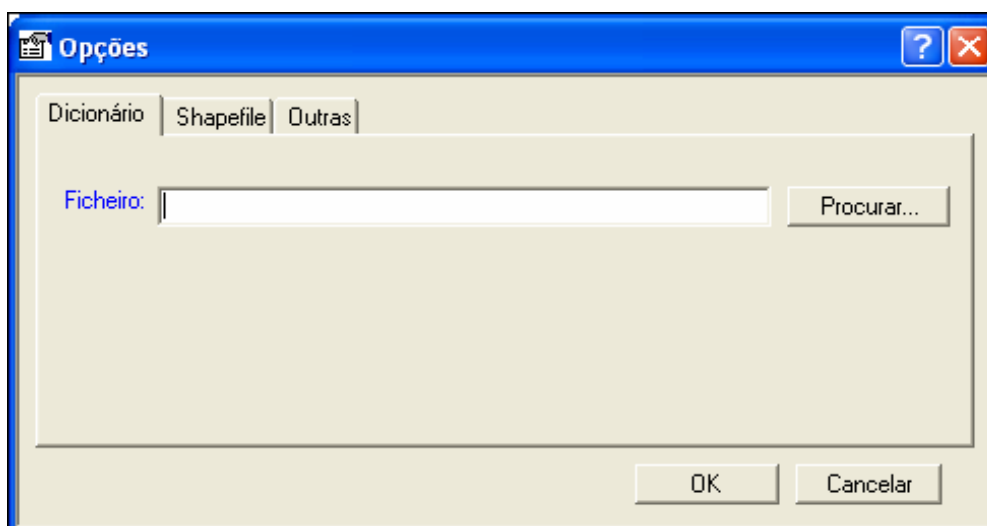 Opções
Dicionário Shapefile Outras
Ficheiro: Procurar...
OK Cancelar